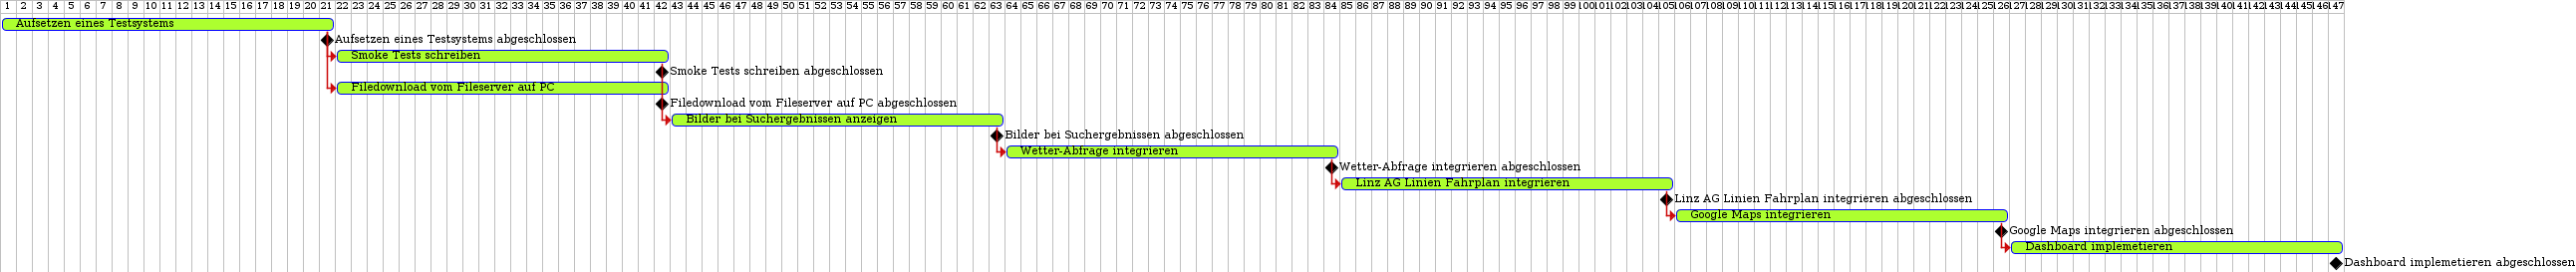 1 2 3 4 5 6 7 8 9 10 11 12 13 14 15 16 17 18 19 20 21 22 23 24 25 26 27 28 29 30 31 32 33 34 35 36 37 38 39 40 41 42 43 44 45 46 47 48 49 50 51 52 53 54 55 56 57 58 59 60 61 62 63 64 65 66 67 68 69 70 71 72 73 74 75 76 77 78 79 80 81 82 83 84 85 86 87 88 89 90 91 92 93 94 95 96 97 98 99 100 101 102 103 104 105 106 107 108 109 110 111 112 113 114 115 116 117 118 119 120 121 122 123 124 125 126 127 128 129 130 131 132 133 134 135 136 137 138 139 140 141 142 143 144 145 146 147
Aufsetzen eines Testsystems
Aufsetzen eines Testsystems abgeschlossen
Smoke Tests schreiben
Smoke Tests schreiben abgeschlossen
Filedownload vom Fileserver auf PC
Filedownload vom Fileserver auf PC abgeschlossen
Bilder bei Suchergebnissen anzeigen
Bilder bei Suchergebnissen abgeschlossen
Wetter-Abfrage integrieren
Wetter-Abfrage integrieren abgeschlossen
Linz AG Linien Fahrplan integrieren
Linz AG Linien Fahrplan integrieren abgeschlossen
Google Maps integrieren
Google Maps integrieren abgeschlossen
Dashboard implemetieren
Dashboard implemetieren abgeschlossen